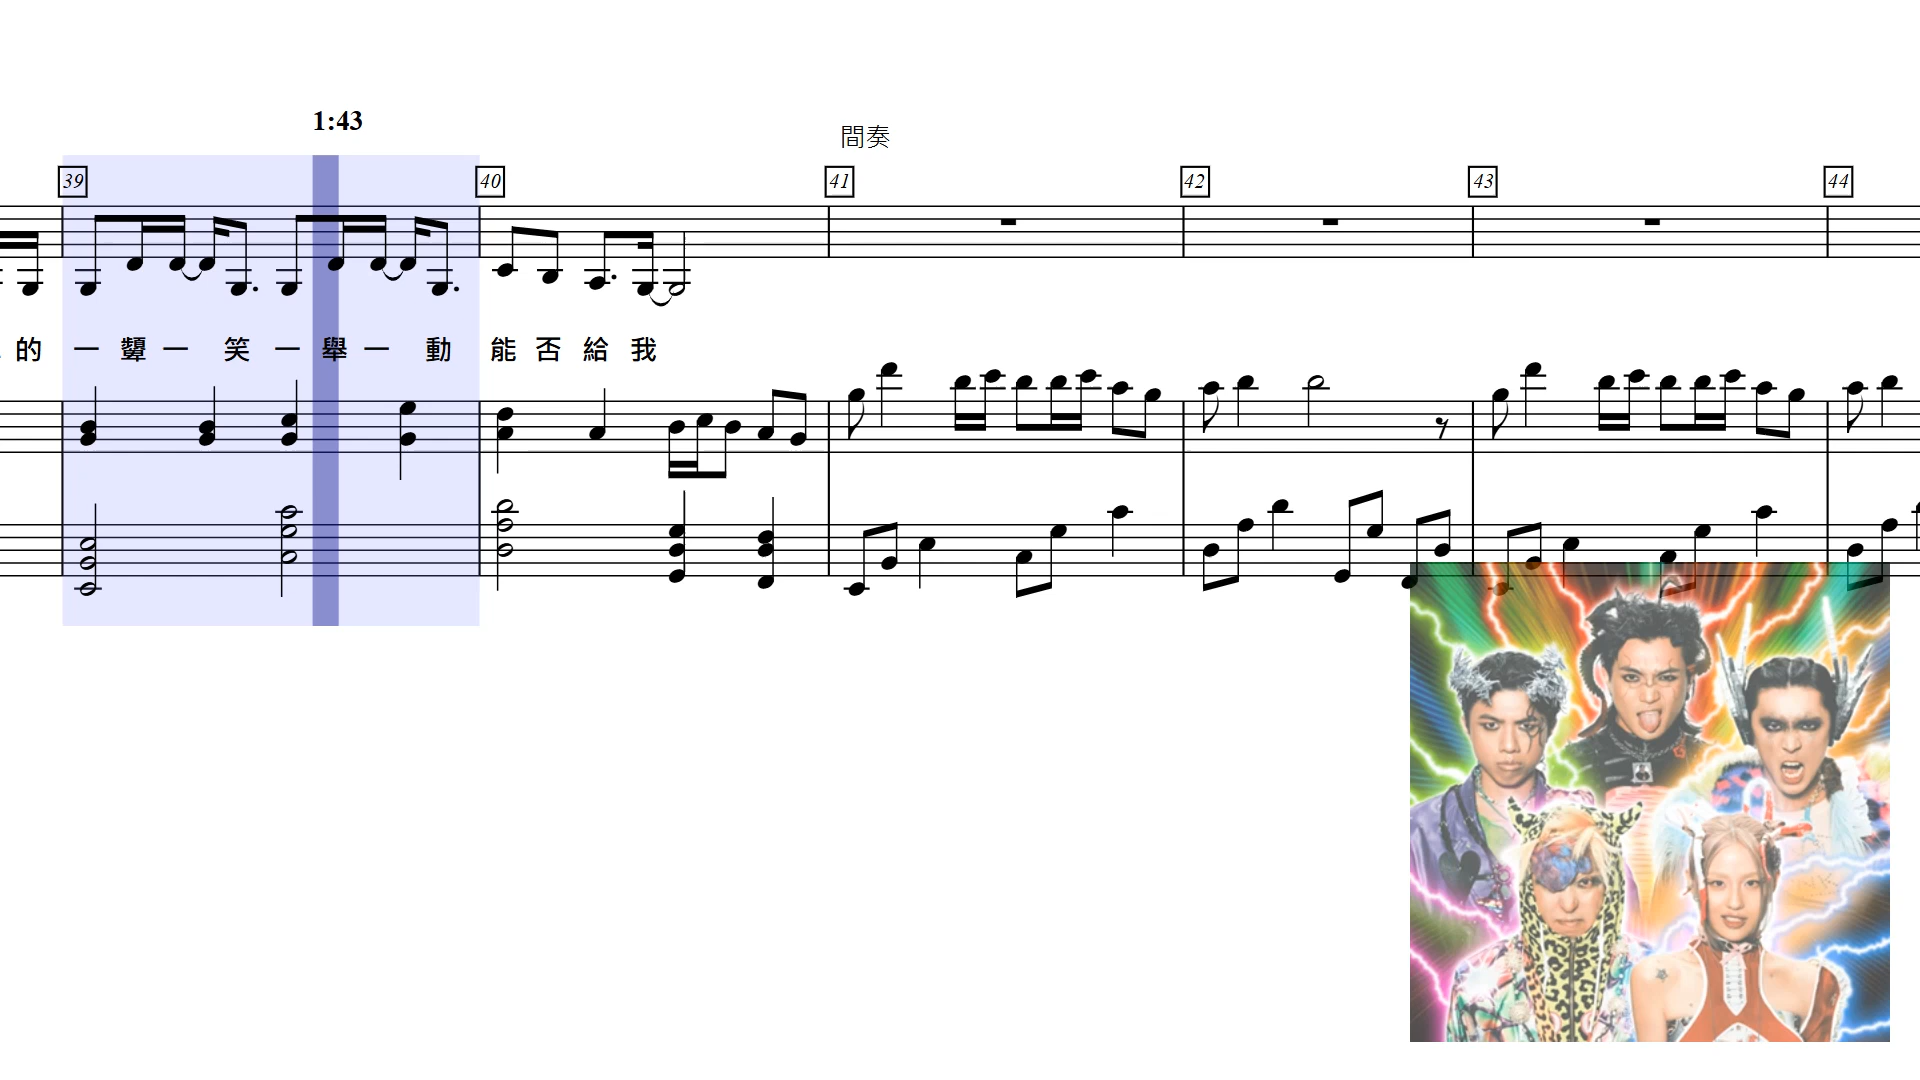 1:43
間奏
39 40 41 42 43 44
的 一 顰 一 笑 一 舉 一 動 能 否 給 我